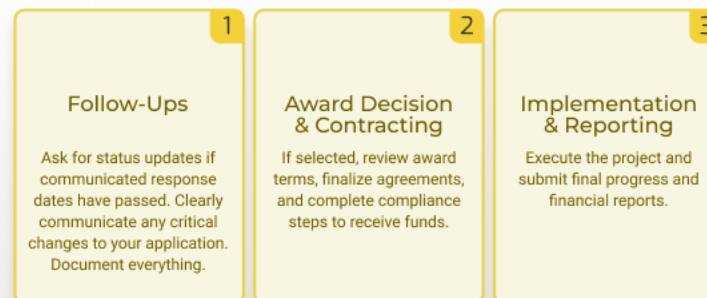 1
Follow-Ups
Ask for status updates if
communicated response
dates have passed. Clearly
communicate any critical
changes to your application.
Document everything.
2
Award Decision
& Contracting
If selected, review award
terms, finalize agreements,
and complete compliance
steps to receive funds.
3
Implementation
& Reporting
Execute the project and
submit final progress and
financial reports.